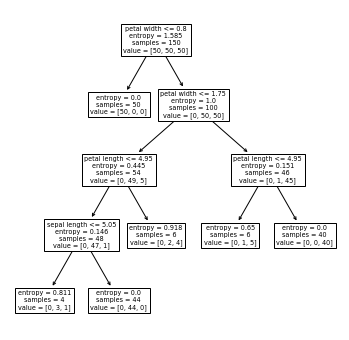 petal width <= 0.8
entropy = 1.585
samples = 150
value = [50, 50, 50]
entropy = 0.0
samples = 50
value = [50, 0, 0]
petal width <= 1.75
entropy = 1.0
samples = 100
value = [0, 50, 50]
petal length <= 4.95
entropy = 0.445
samples = 54
value = [0, 49, 5]
petal length <= 4.95
entropy = 0.151
samples = 46
value = [0, 1, 45]
sepal length <= 5.05
entropy = 0.146
samples = 48
value = [0, 47, 1]
entropy = 0.918
samples = 6
value = [0, 2, 4]
entropy = 0.65
samples = 6
value = [0, 1, 5]
entropy = 0.0
samples = 40
value = [0, 0, 40]
entropy = 0.811
samples = 4
value = [0, 3, 1]
entropy = 0.0
samples = 44
value = [0, 44, 0]